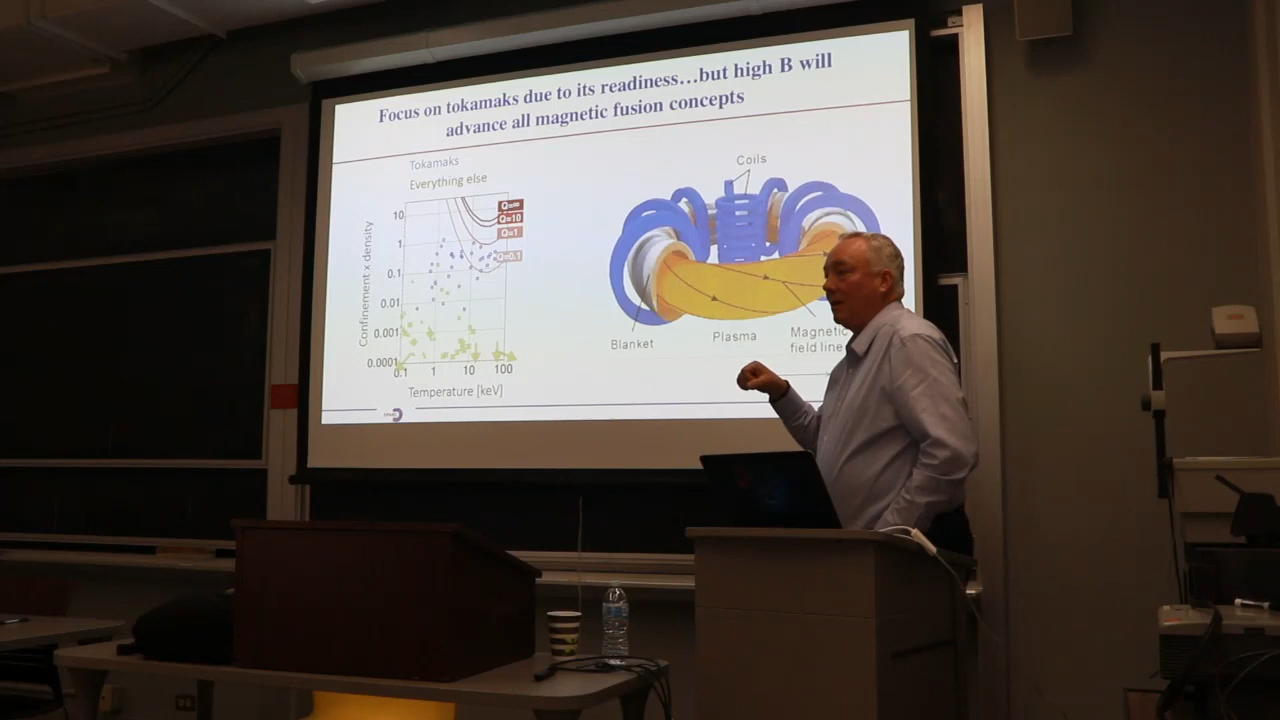 Focus on tokamaks due to its readiness…but high B will
advance all magnetic fusion concepts
Tokamaks
Everything else
Confinement x density
10
1
0.1
0.01
0.001
0.0001
Q=∞
Q=10
Q=1
Q=0.1
0.1
1
10
100
Temperature [keV]
Coils
Blanket
Plasma
Magnetic
field line